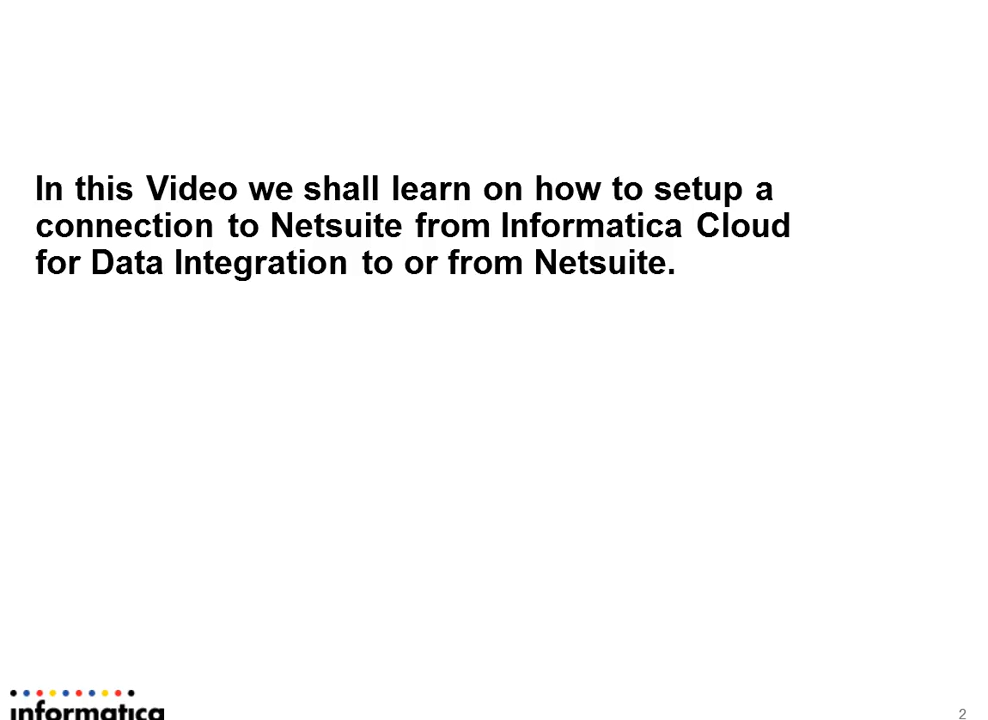 In this Video we shall learn on how to setup a
connection to Netsuite from Informatica Cloud
for Data Integration to or from Netsuite.
informatica
2